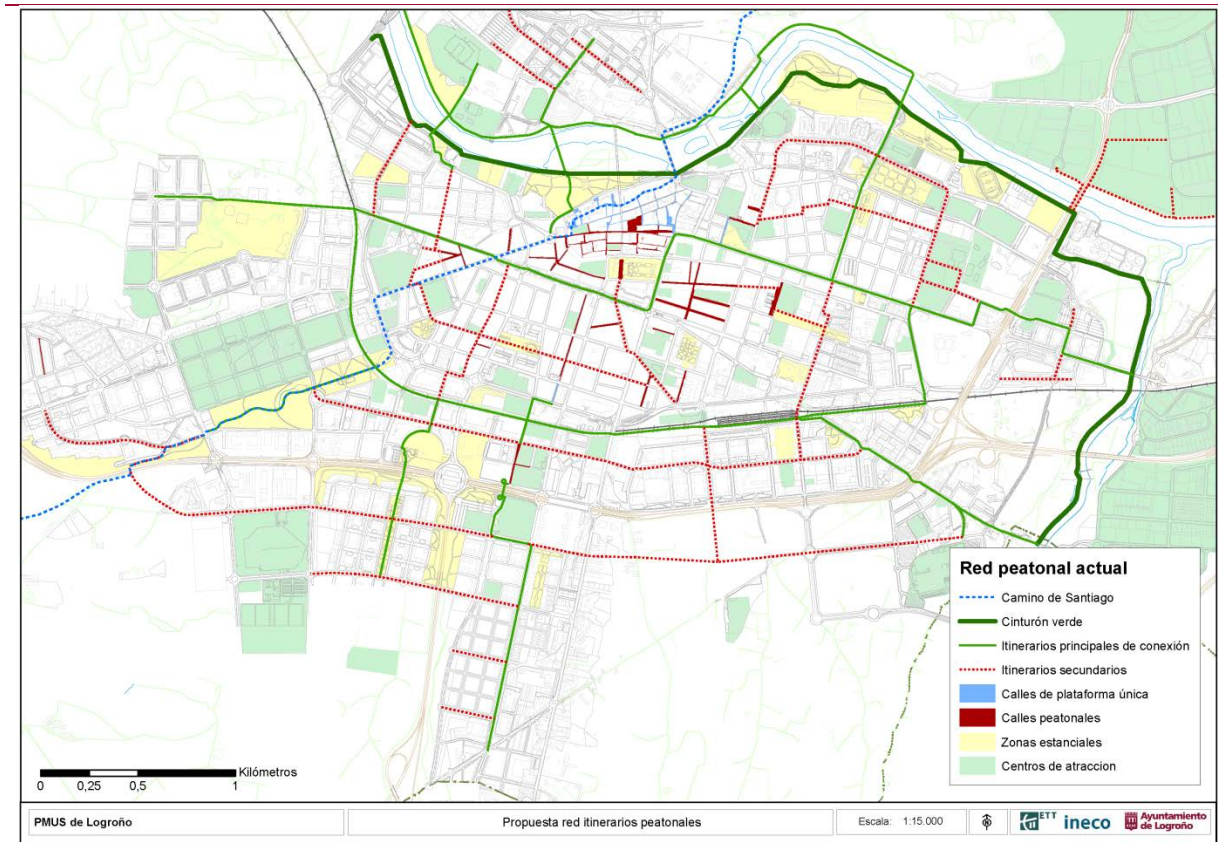 Red peatonal actual
Camino de Santiago
Cinturón verde
Itinerarios principales de conexión
Itinerarios secundarios
Calles de plataforma única
Calles peatonales
Zonas estanciales
Centros de atraccion
Kilómetros
0 0,25 0,5 1
PMUS de Logroño
Propuesta red itinerarios peatonales
Escala: 1:15.000
ETT
ineco
Ayuntamiento
de Logroño